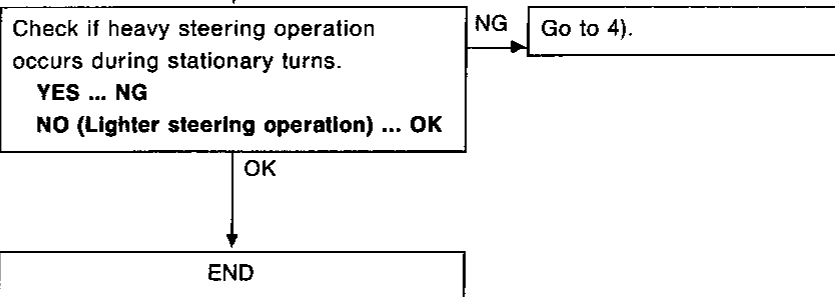 Check if heavy steering operation
occurs during stationary turns.
YES ... NG
NO (Lighter steering operation) ... OK
NG
Go to 4).
OK
END